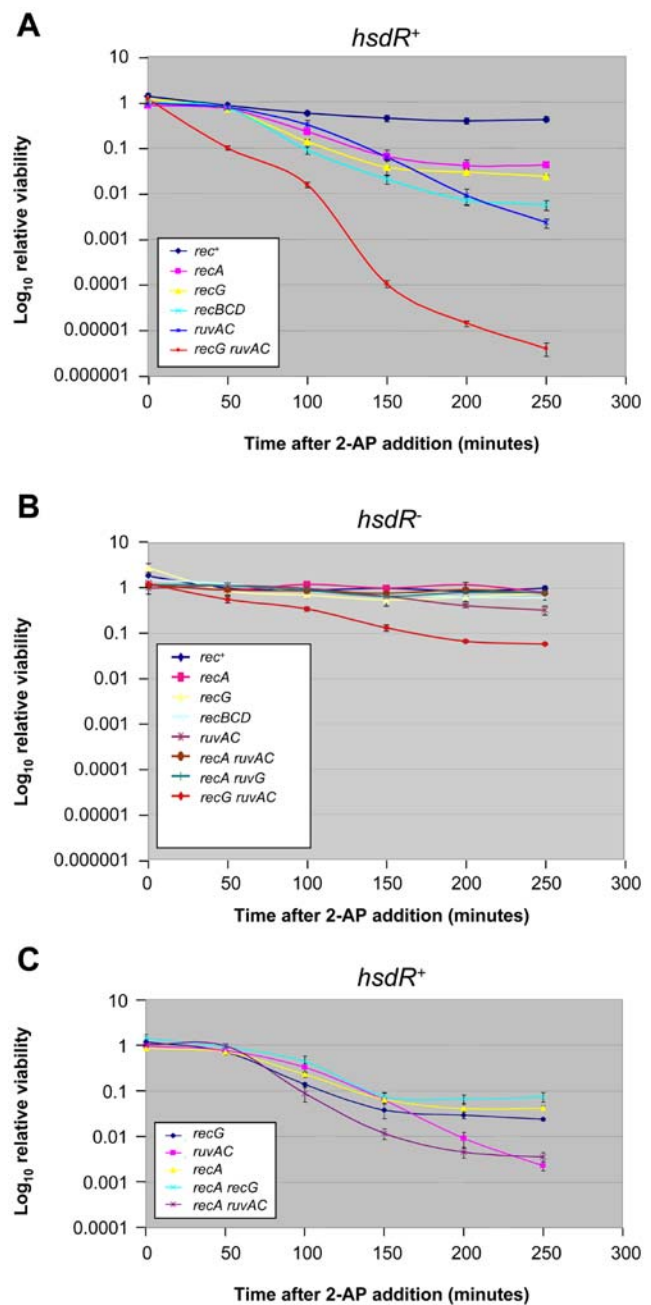 A
hsdR+
10
1
0.1
0.01
0.001
0.0001
0.00001
0.000001
Log10 relative viability
rec+
recA
recG
recBCD
ruvAC
recG ruvAC
0 50 100 150 200 250 300
Time after 2-AP addition (minutes)
B
hsdR-
10
1
0.1
0.01
0.001
0.0001
0.00001
0.000001
Log10 relative viability
rec+
recA
recG
recBCD
ruvAC
recA ruvAC
recA ruvG
recG ruvAC
0 50 100 150 200 250 300
Time after 2-AP addition (minutes)
C
hsdR+
10
1
0.1
0.01
0.001
0.0001
Log10 relative viability
recG
ruvAC
recA
recA recG
recA ruvAC
0 50 100 150 200 250 300
Time after 2-AP addition (minutes)